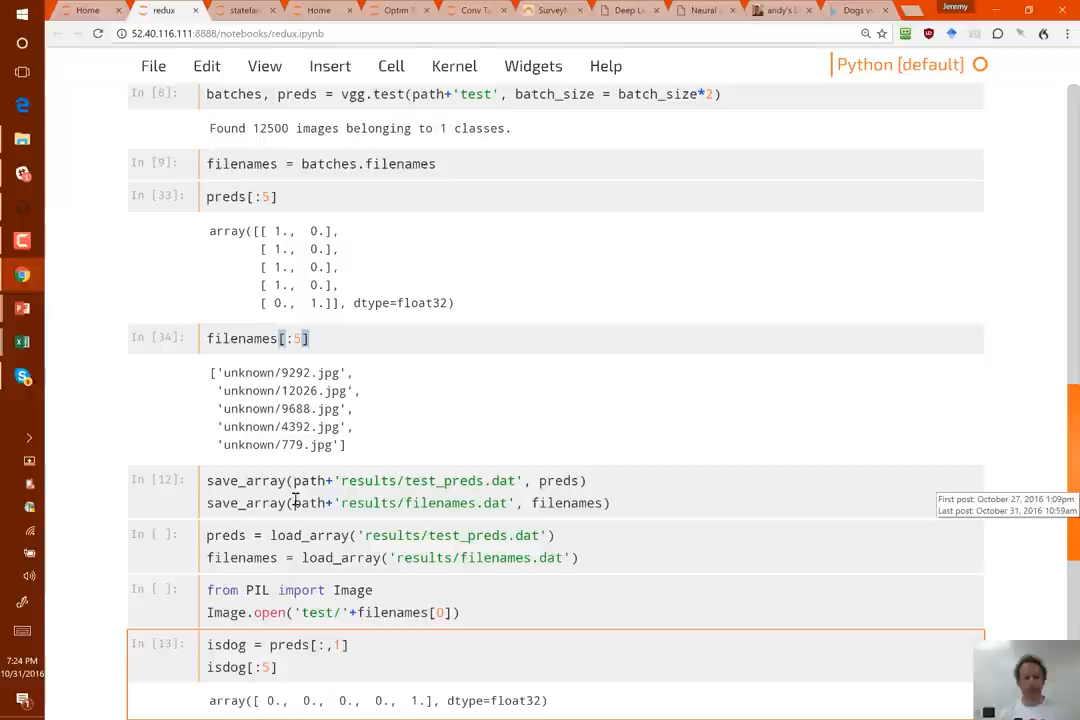 redux
statefan
Home
Optim
Conv Tu
SurveyM
Deep L
Neural
andy's l
Dogs vs
Home
Jeremy
52.40.116.111:8888/notebooks/redux.ipynb
File Edit View Insert Cell Kernel Widgets Help Python [default]
In [8]: batches, preds = vgg.test(path+'test', batch_size = batch_size*2)
Found 12500 images belonging to 1 classes.
In [9]: filenames = batches.filenames
In [33]: preds[:5]
array([[ 1., 0.],
[ 1., 0.],
[ 1., 0.],
[ 1., 0.],
[ 0., 1.]], dtype=float32)
In [34]: filenames[:5]
['unknown/9292.jpg',
'unknown/12026.jpg',
'unknown/9688.jpg',
'unknown/4392.jpg',
'unknown/779.jpg']
In [12]: save_array(path+'results/test_preds.dat', preds)
save_array(path+'results/filenames.dat', filenames)
First post: October 27, 2016 1:09pm
Last post: October 31, 2016 10:59am
In [ ]: preds = load_array('results/test_preds.dat')
filenames = load_array('results/filenames.dat')
In [ ]: from PIL import Image
Image.open('test/'+filenames[0])
In [13]: isdog = preds[:,1]
isdog[:5]
array([ 0., 0., 0., 0., 1.], dtype=float32)
7:24 PM
10/31/2016